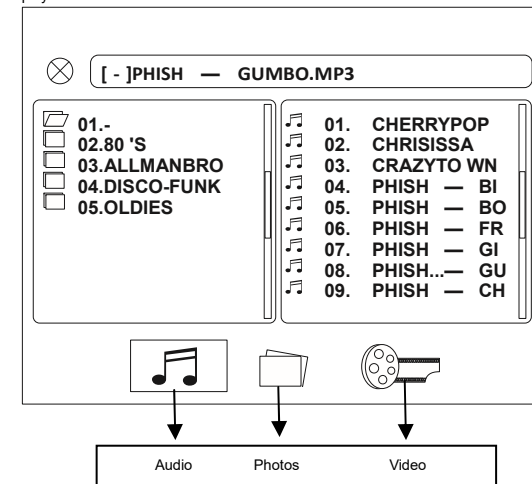 [ - ]PHISH — GUMBO.MP3
01.-
02.80 'S
03.ALLMANBRO
04.DISCO-FUNK
05.OLDIES
01. CHERRYPOP
02. CHRISISSA
03. CRAZYTO WN
04. PHISH — BI
05. PHISH — BO
06. PHISH — FR
07. PHISH — GI
08. PHISH...— GU
09. PHISH — CH
Audio Photos Video